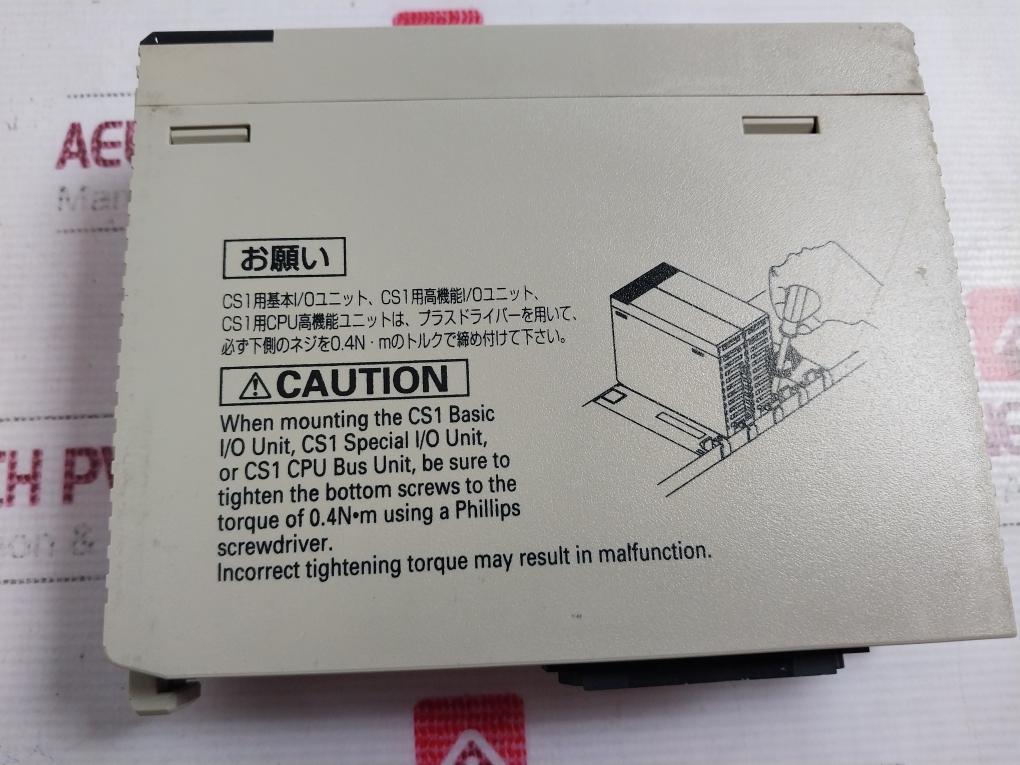 お願い
CS1用基本I/Oユニット、CS1用高機能I/Oユニット、
CS1用CPU高機能ユニットは、プラスドライバーを用いて、
必ず下側のネジを0.4N・mのトルクで締め付けて下さい。
⚠CAUTION
When mounting the CS1 Basic
I/O Unit, CS1 Special I/O Unit,
or CS1 CPU Bus Unit, be sure to
tighten the bottom screws to the
torque of 0.4N•m using a Phillips
screwdriver.
Incorrect tightening torque may result in malfunction.